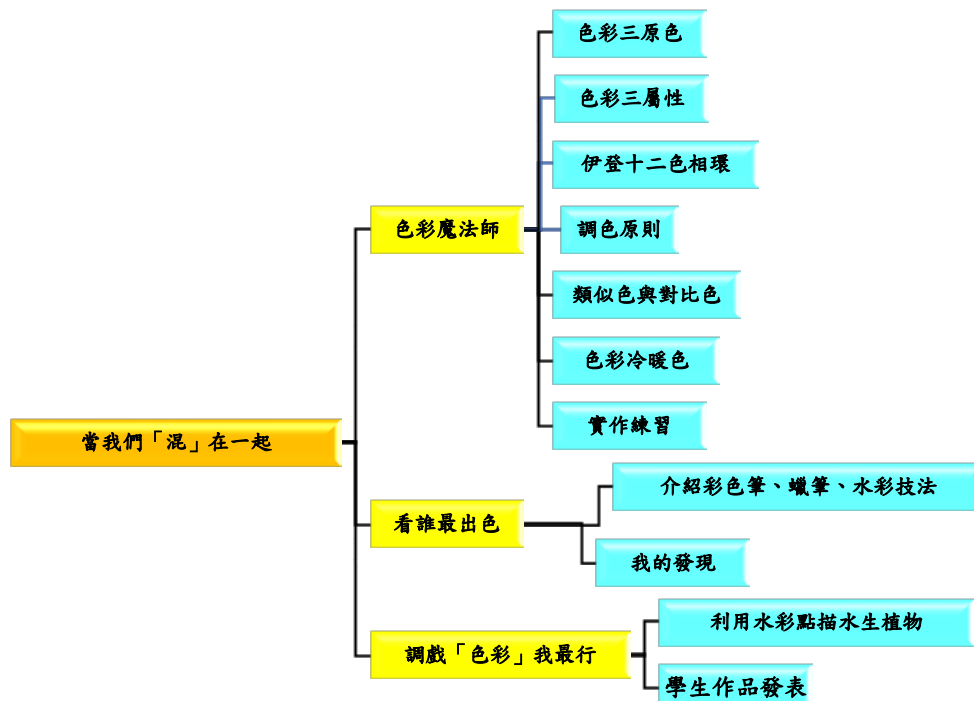 色彩三原色
色彩三屬性
伊登十二色相環
色彩魔法師
調色原則
類似色與對比色
色彩冷暖色
實作練習
當我們「混」在一起
介紹彩色筆、蠟筆、水彩技法
看誰最出色
我的發現
利用水彩點描水生植物
調戲「色彩」我最行
學生作品發表